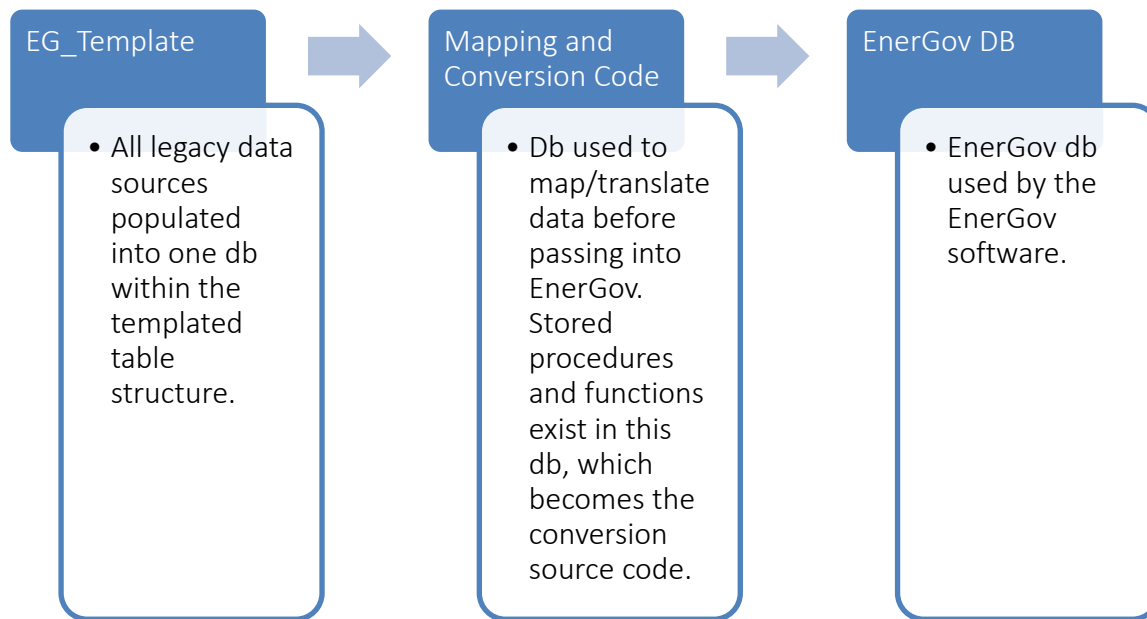 EG_Template
• All legacy data
sources
populated
into one db
within the
templated
table
structure.
Mapping and
Conversion Code
• Db used to
map/translate
data before
passing into
EnerGov.
Stored
procedures
and functions
exist in this
db, which
becomes the
conversion
source code.
EnerGov DB
• EnerGov db
used by the
EnerGov
software.